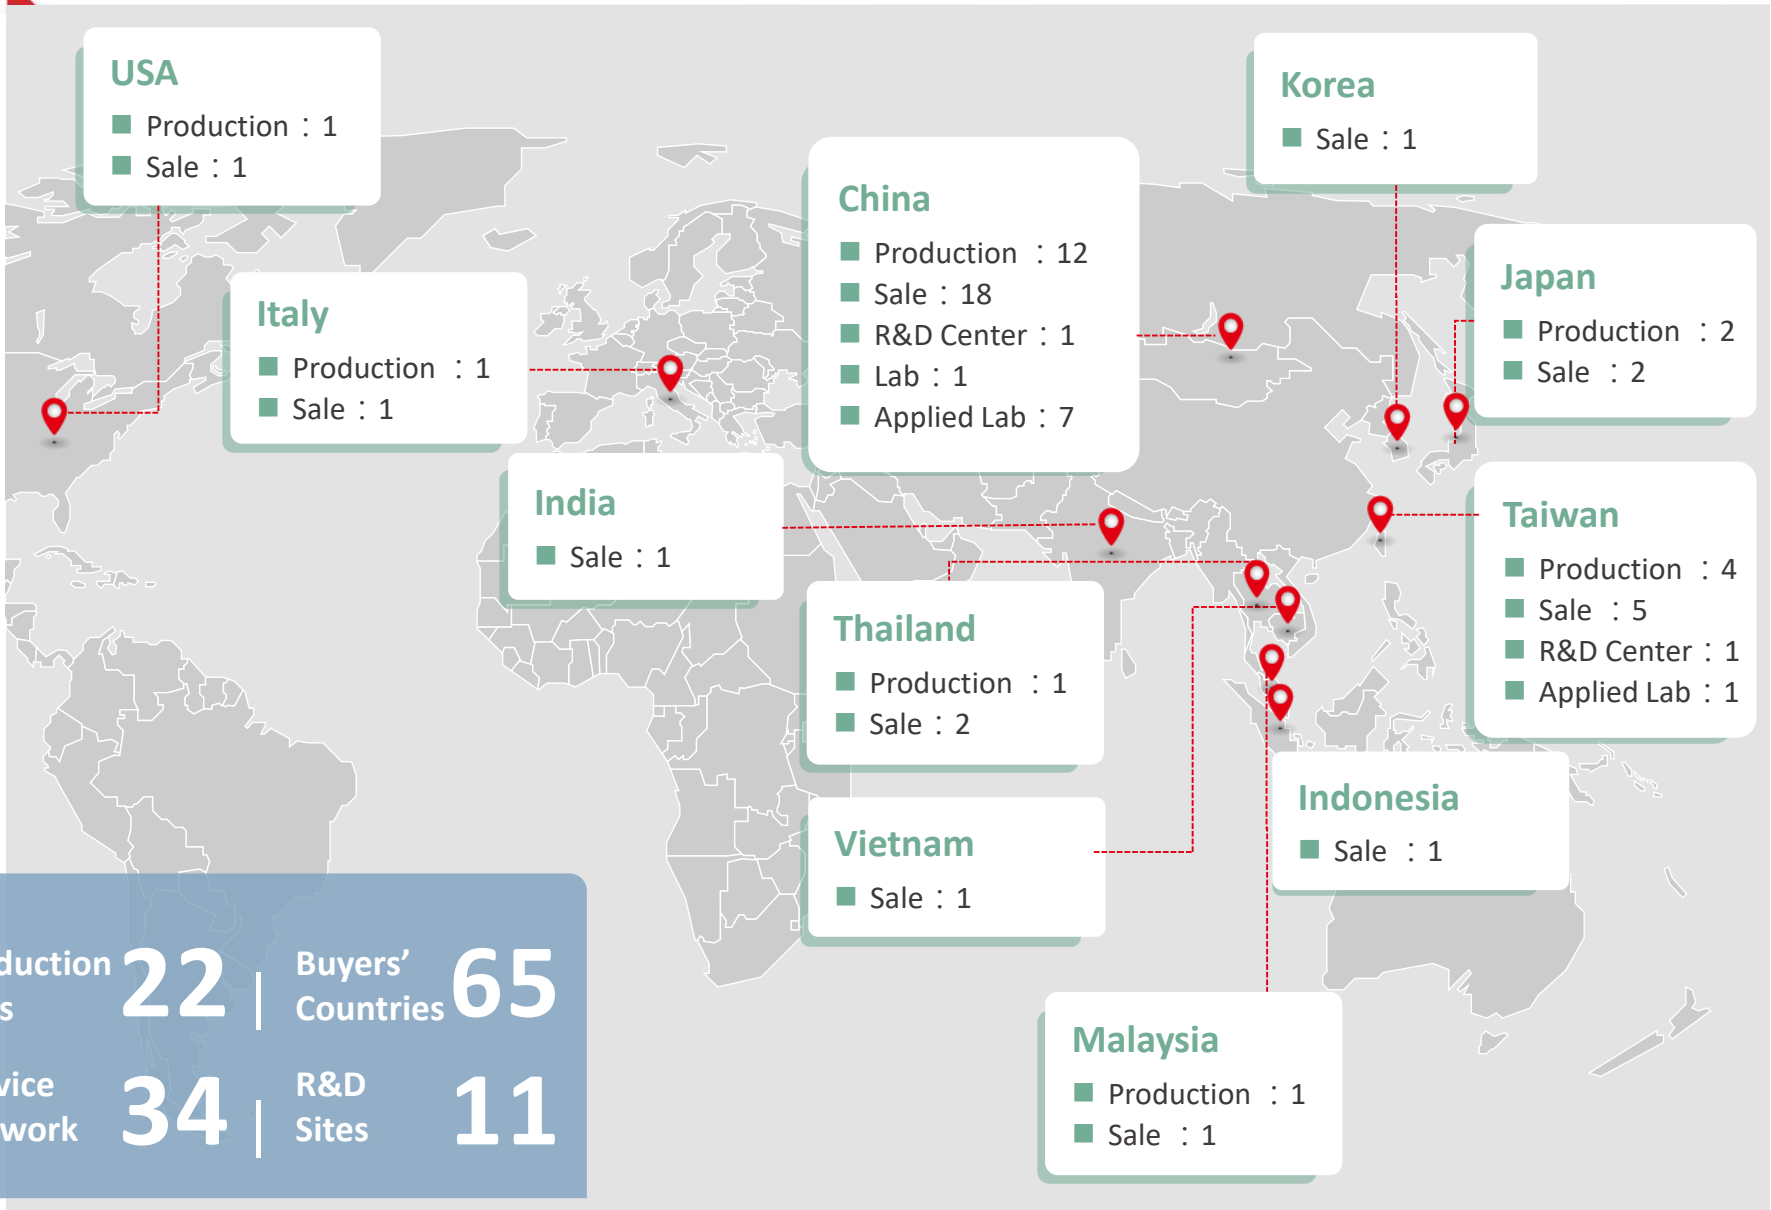 USA
Production：1
Sale：1
Korea
Sale：1
China
Production ：12
Sale：18
R&D Center：1
Lab：1
Applied Lab：7
Japan
Production ：2
Sale ：2
Italy
Production ：1
Sale：1
India
Sale：1
Taiwan
Production ：4
Sale ：5
R&D Center：1
Applied Lab：1
Thailand
Production ：1
Sale：2
Indonesia
Sale ：1
Vietnam
Sale：1
Malaysia
Production ：1
Sale ：1
duction
s
22
Buyers’
Countries
65
vice
work
34
R&D
Sites
11